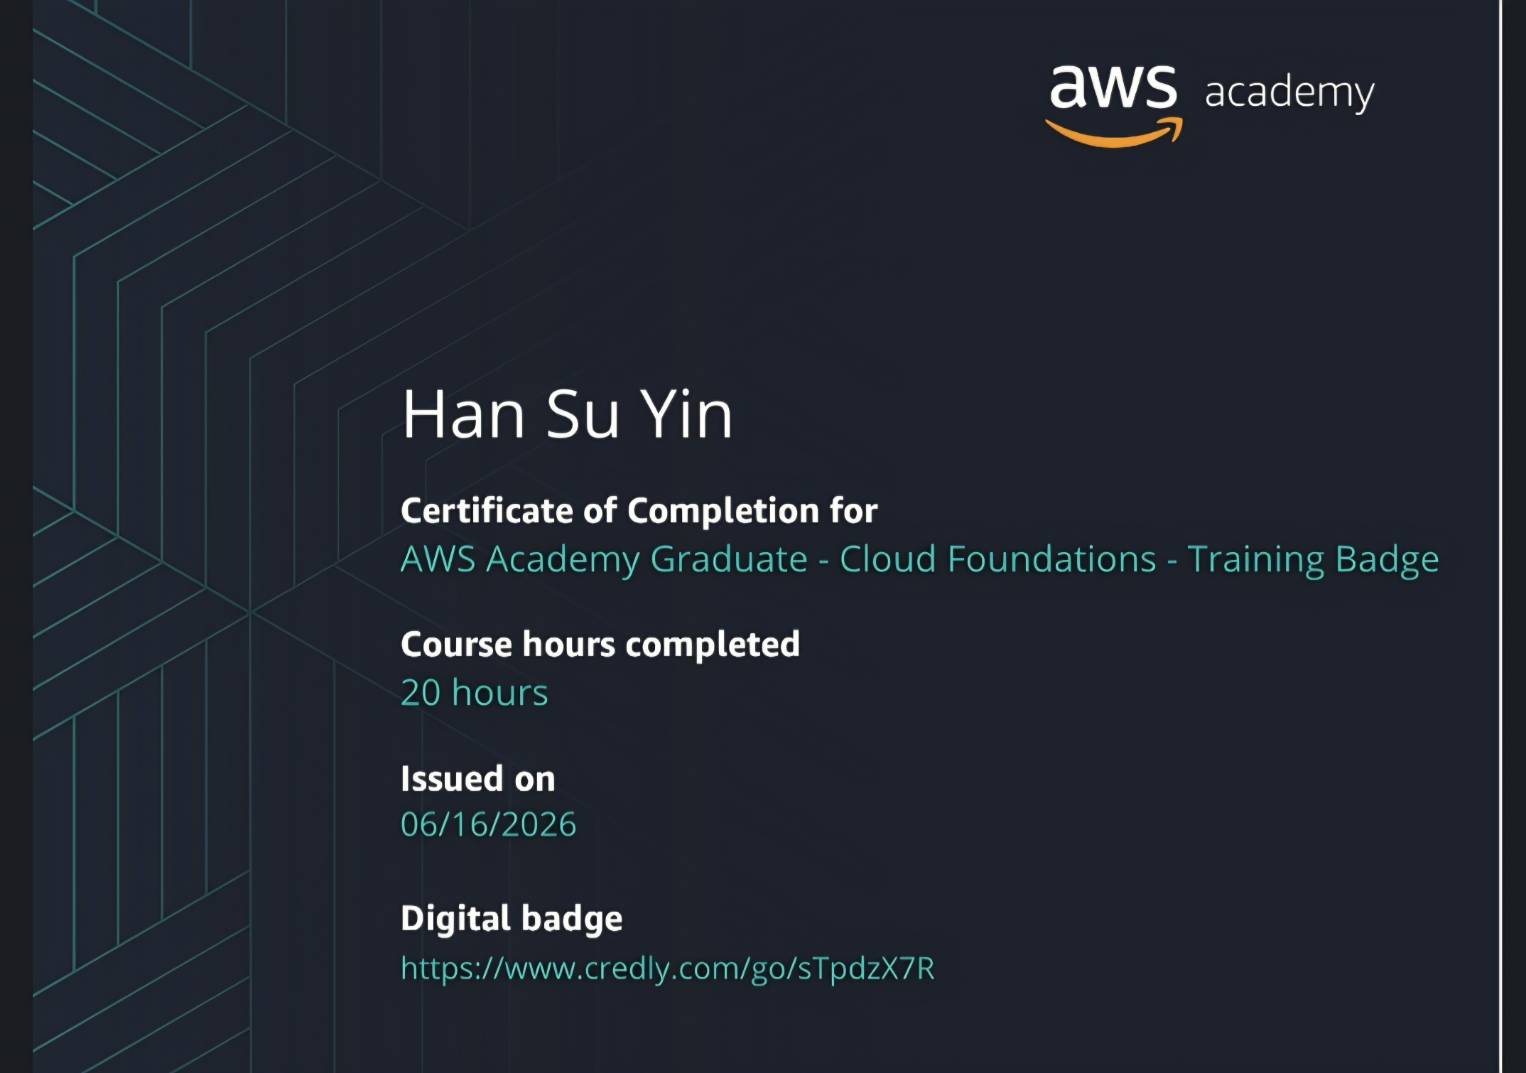 aws academy
Han Su Yin
Certificate of Completion for
AWS Academy Graduate - Cloud Foundations - Training Badge
Course hours completed
20 hours
Issued on
06/16/2026
Digital badge
https://www.credly.com/go/sTpdzX7R